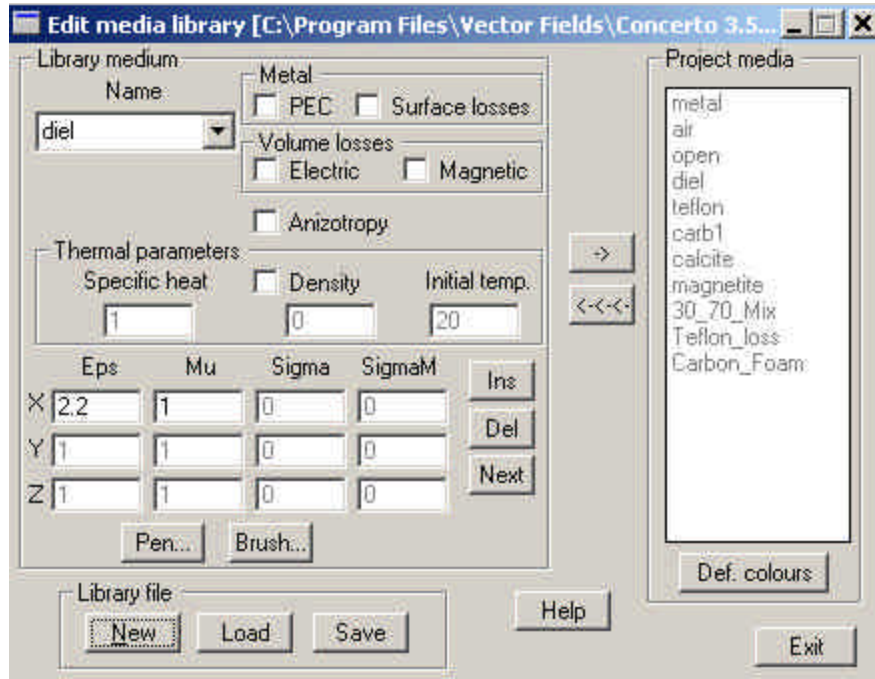 Edit media library [C:\Program Files\Vector Fields\Concerto 3.5...
Library medium
Name
diel
Metal
PEC Surface losses
Volume losses
Electric Magnetic
Anizotropy
Thermal parameters
Specific heat Density Initial temp.
1 0 20
Eps Mu Sigma SigmaM
X 2.2 1 0 0
Y 1 1 0 0
Z 1 1 0 0
Ins
Del
Next
Pen... Brush...
->
<-<-<-
Project media
metal
air
open
diel
teflon
carb1
calcite
magnetite
30_70_Mix
Teflon_loss
Carbon_Foam
Def. colours
Library file
New Load Save
Help
Exit